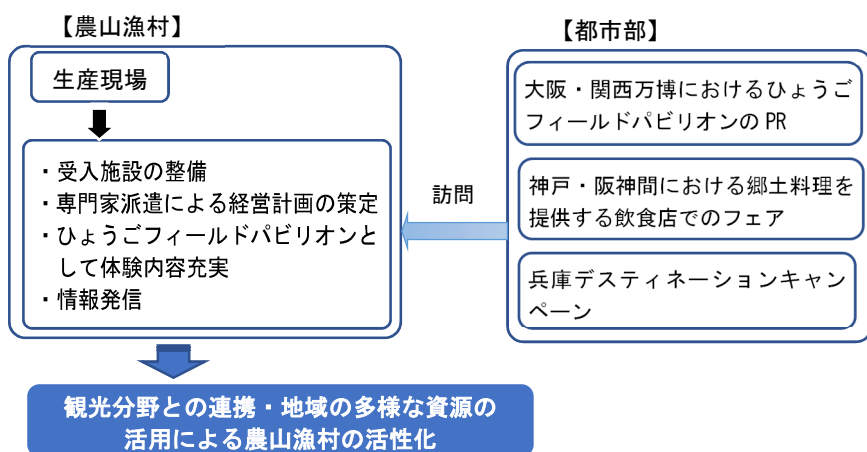 【農山漁村】
生産現場
・受入施設の整備
・専門家派遣による経営計画の策定
・ひょうごフィールドパビリオンと
して体験内容充実
・情報発信
訪問
【都市部】
大阪・関西万博におけるひょうご
フィールドパビリオンの PR
神戸・阪神間における郷土料理を
提供する飲食店でのフェア
兵庫デスティネーションキャン
ペーン
観光分野との連携・地域の多様な資源の
活用による農山漁村の活性化